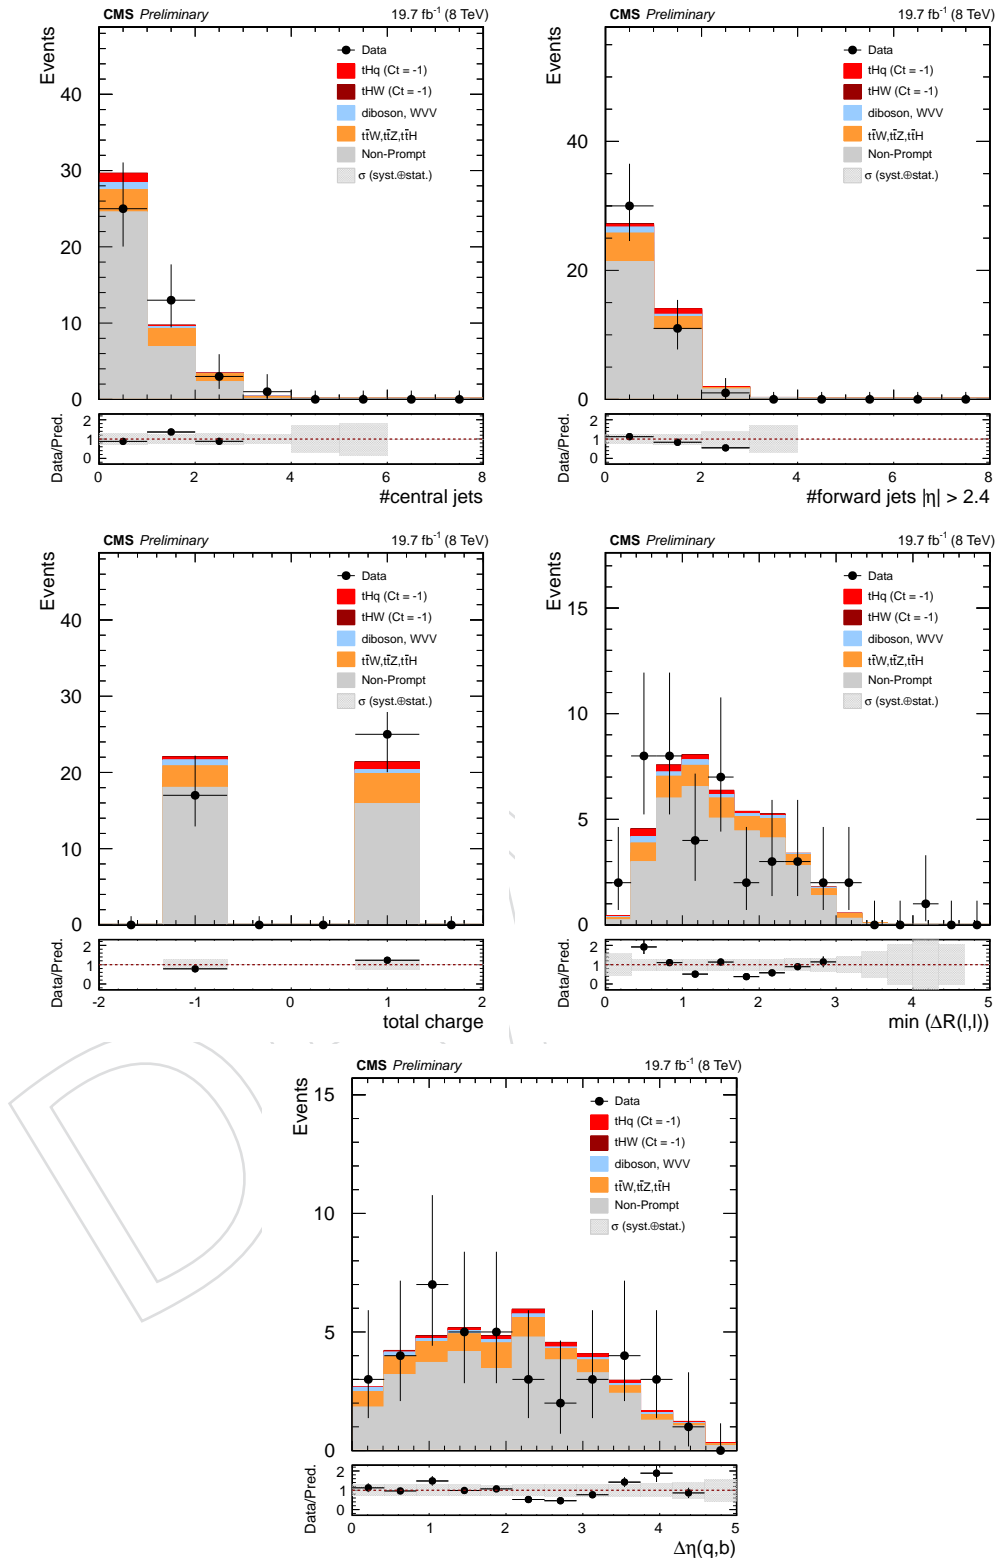 CMS Preliminary 19.7 fb⁻¹ (8 TeV)
Events
40
30
20
10
0
Data
tHq (Ct = -1)
tHW (Ct = -1)
diboson, WVV
tt̄W,tt̄Z,tt̄H
Non-Prompt
σ (syst.⊕stat.)
Data/Pred.
2
1
0
0 2 4 6 8
#central jets
CMS Preliminary 19.7 fb⁻¹ (8 TeV)
Events
40
20
0
Data
tHq (Ct = -1)
tHW (Ct = -1)
diboson, WVV
tt̄W,tt̄Z,tt̄H
Non-Prompt
σ (syst.⊕stat.)
Data/Pred.
2
1
0
0 2 4 6 8
#forward jets |η| > 2.4
CMS Preliminary 19.7 fb⁻¹ (8 TeV)
Events
40
30
20
10
0
Data
tHq (Ct = -1)
tHW (Ct = -1)
diboson, WVV
tt̄W,tt̄Z,tt̄H
Non-Prompt
σ (syst.⊕stat.)
Data/Pred.
2
1
0
-2 -1 0 1 2
total charge
CMS Preliminary 19.7 fb⁻¹ (8 TeV)
Events
15
10
5
0
Data
tHq (Ct = -1)
tHW (Ct = -1)
diboson, WVV
tt̄W,tt̄Z,tt̄H
Non-Prompt
σ (syst.⊕stat.)
Data/Pred.
2
1
0
0 1 2 3 4 5
min (ΔR(l,l))
CMS Preliminary 19.7 fb⁻¹ (8 TeV)
Events
15
10
5
0
Data
tHq (Ct = -1)
tHW (Ct = -1)
diboson, WVV
tt̄W,tt̄Z,tt̄H
Non-Prompt
σ (syst.⊕stat.)
Data/Pred.
2
1
0
0 1 2 3 4 5
Δη(q,b)